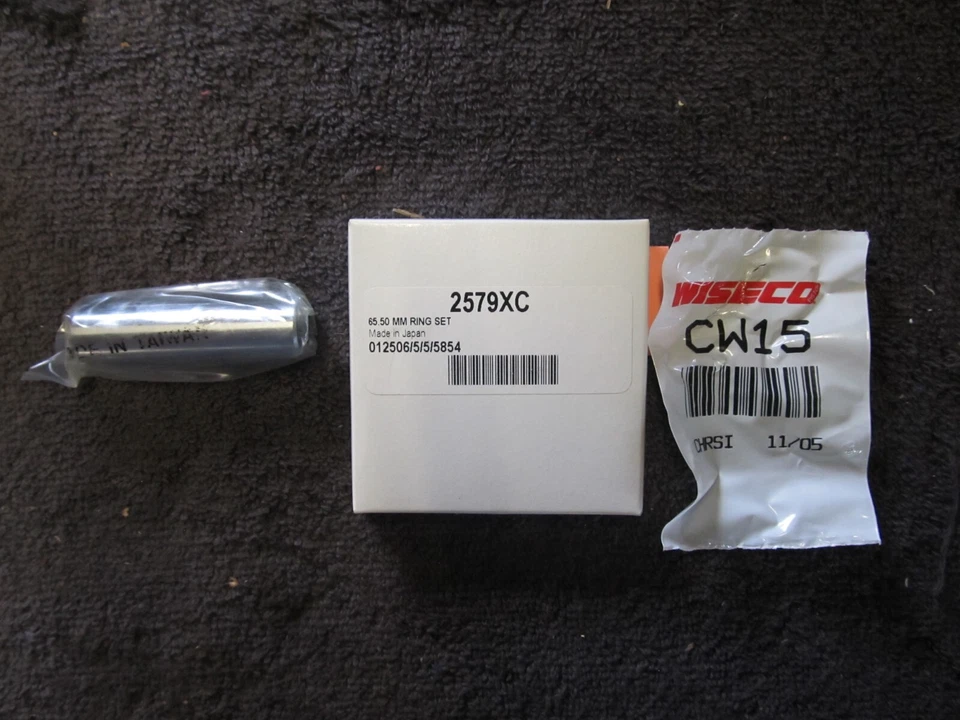 IN TAIWAN
2579XC
65.50 MM RING SET
Made in Japan
012506/5/5/5854
WISECO
CW15
CHRSI 11/05